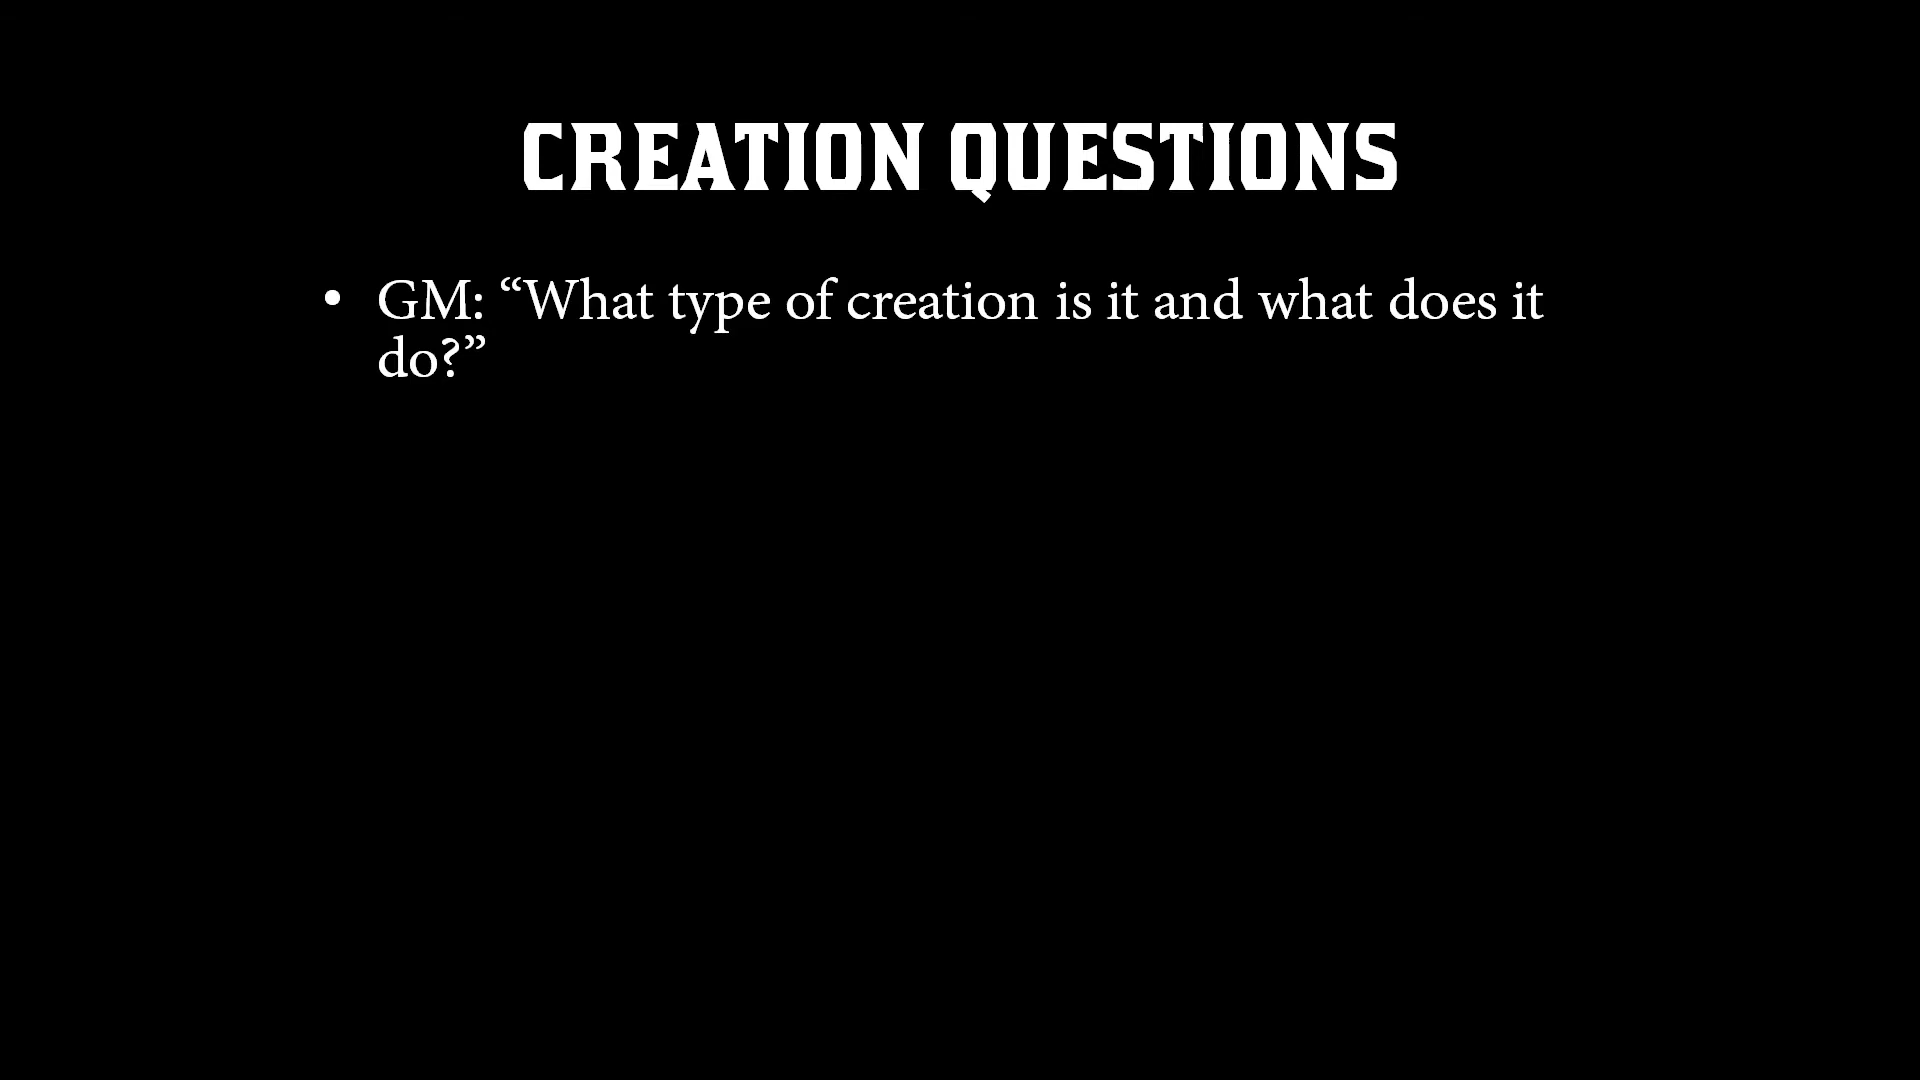 CREATION QUESTIONS
• GM: “What type of creation is it and what does it
do?”